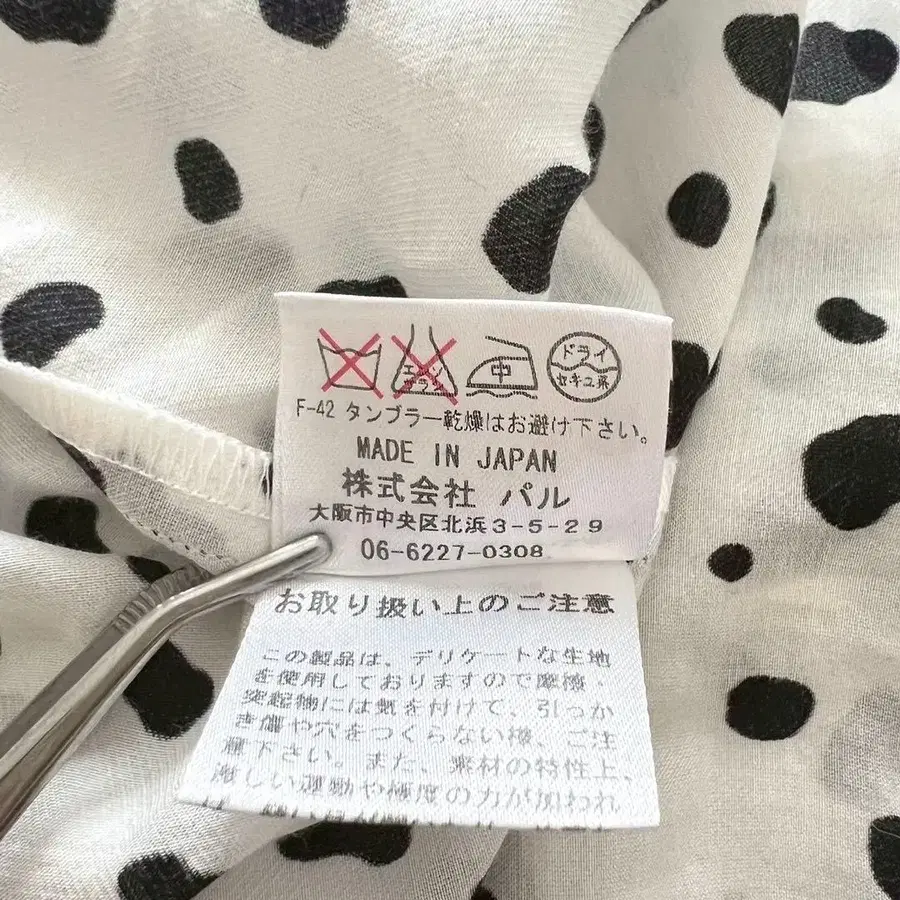 エンソ
サラシ
中
ドライ
セキユ系
F-42 タンブラー乾燥はお避け下さい。
MADE IN JAPAN
株式会社 パル
大阪市中央区北浜3-5-29
06-6227-0308
お取り扱い上のご注意
この製品は、デリケートな生地
を使用しておりますので摩擦・
突起物には気を付けて、引っか
き傷や穴をつくらない様、ご注
意下さい。また、素材の特性上、
激しい運動や極度の力が加われ